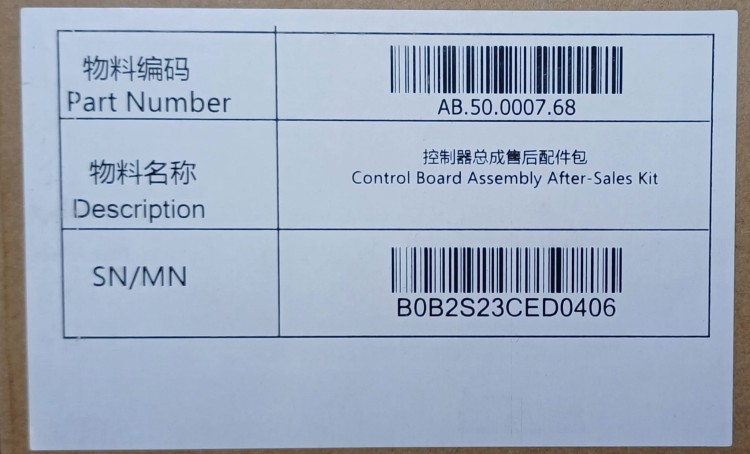 物料编码
Part Number
AB.50.0007.68
物料名称
Description
控制器总成售后配件包
Control Board Assembly After-Sales Kit
SN/MN
B0B2S23CED0406